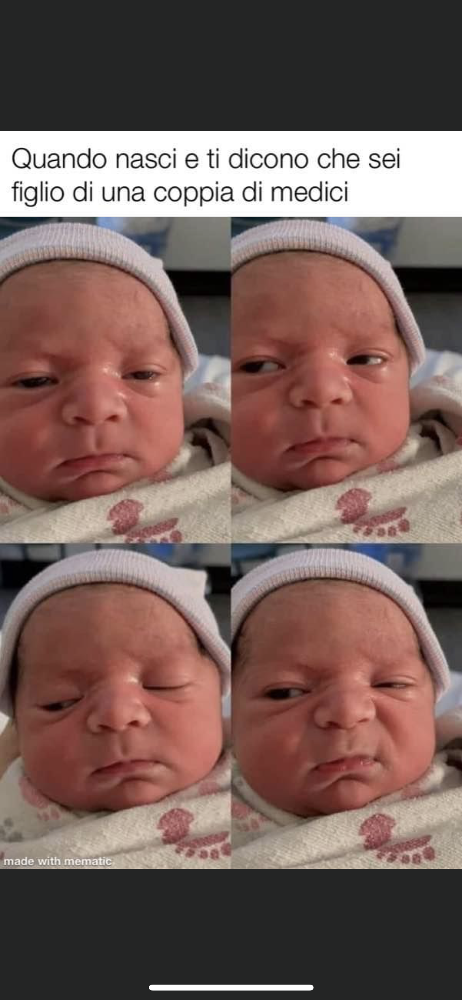 Quando nasci e ti dicono che sei
figlio di una coppia di medici
made with mematic